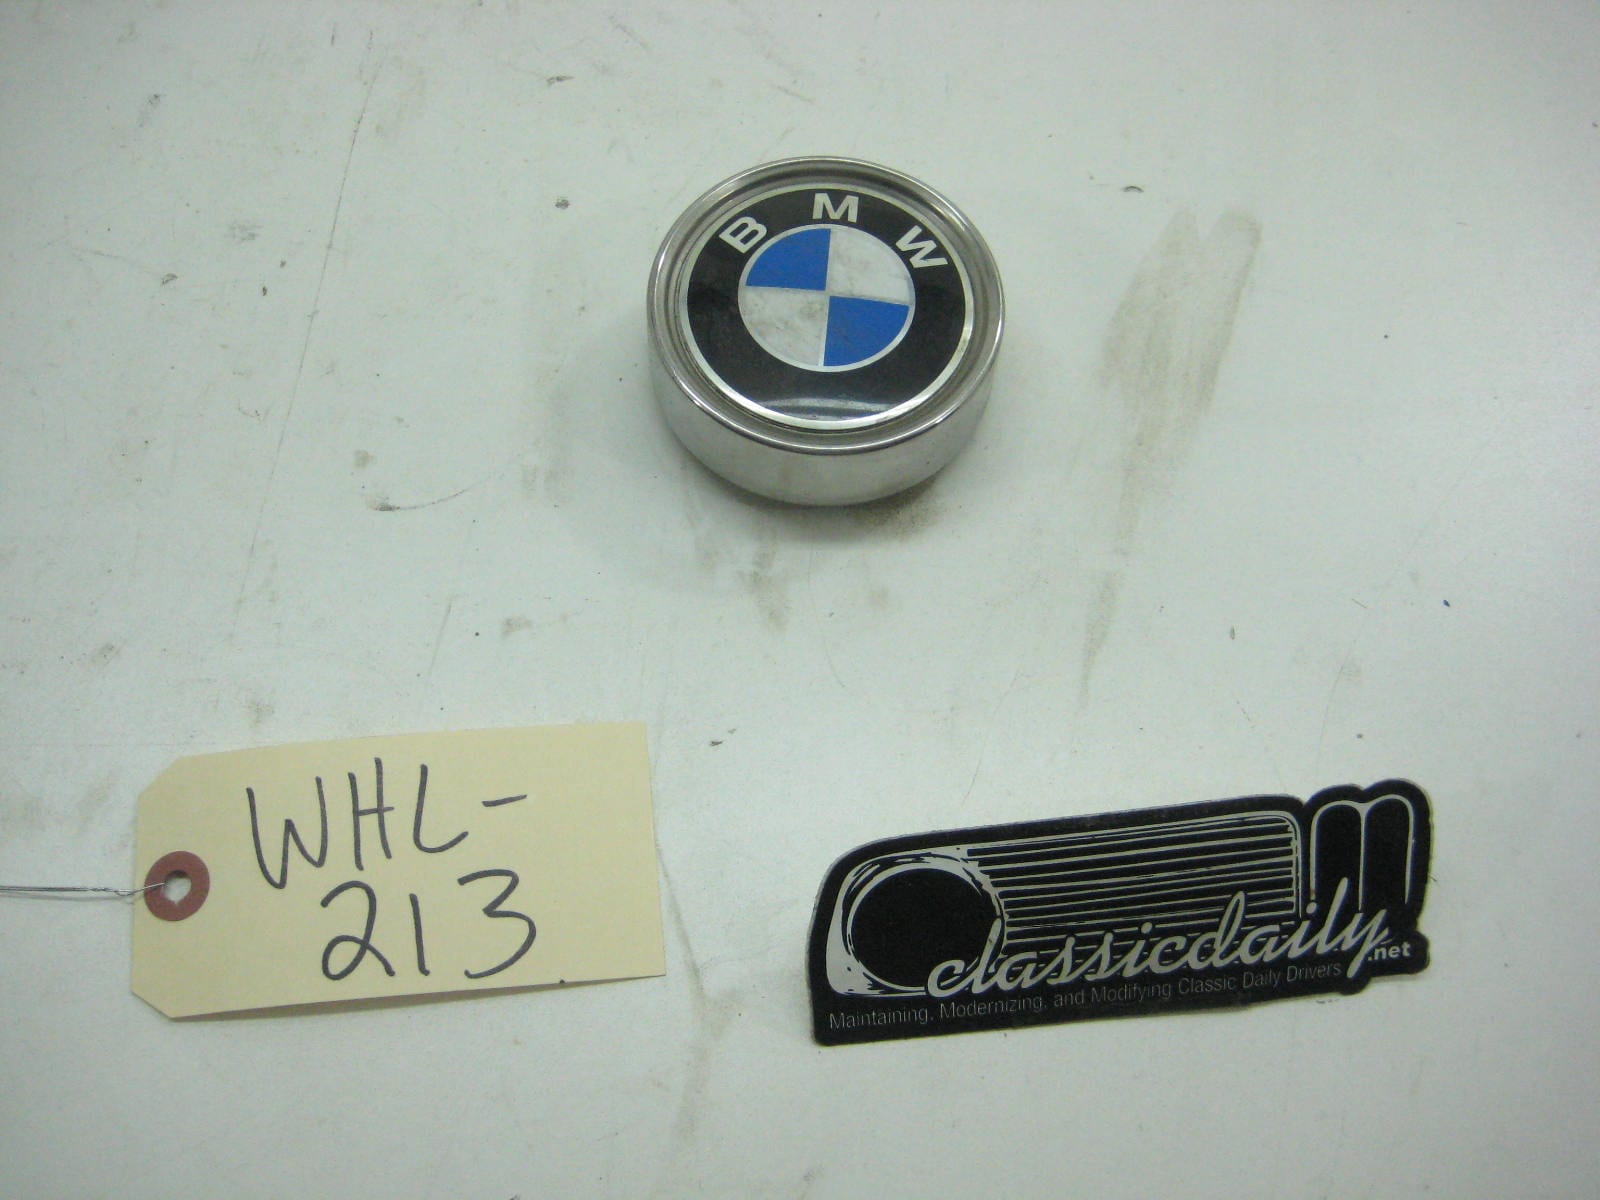 BMW
WHL-
213
classicdaily.net
Maintaining, Modernizing, and Modifying Classic Daily Drivers